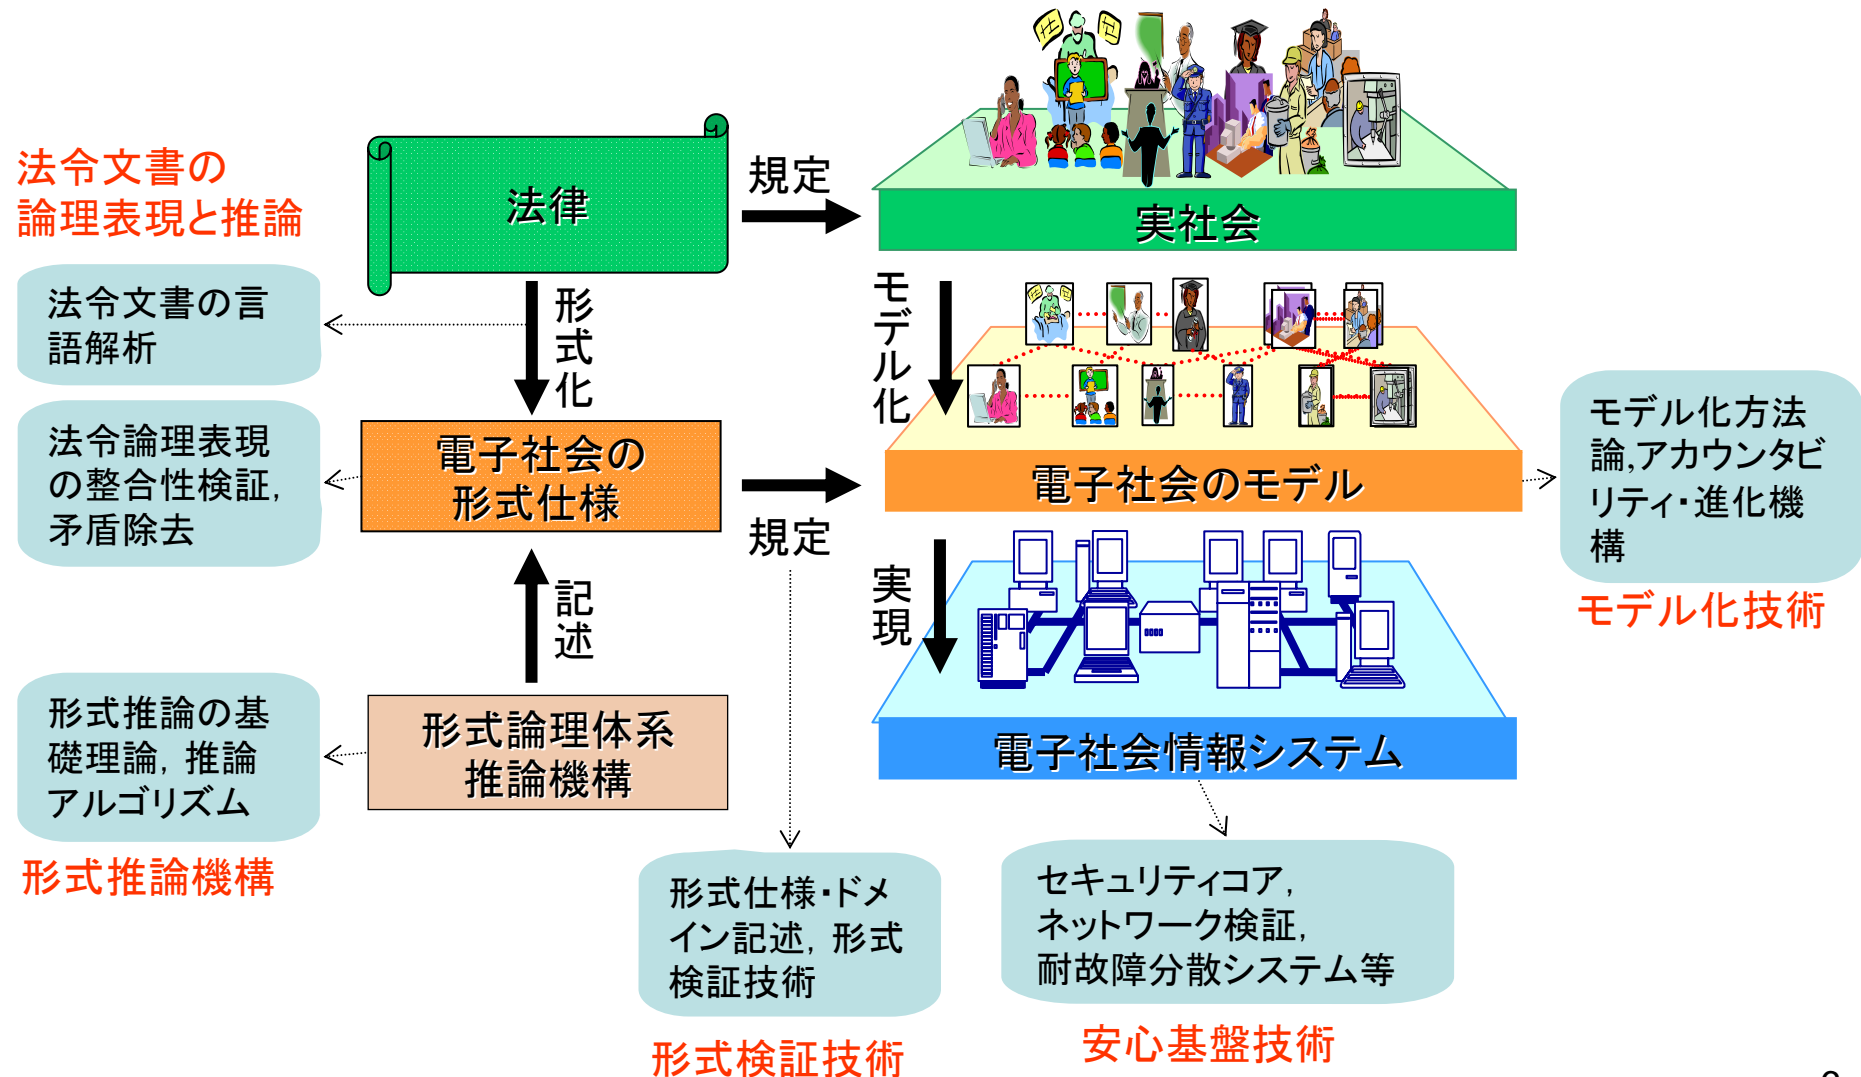 法令文書の
論理表現と推論
法律
規定
実社会
法令文書の言
語解析
形式化
モデル化
法令論理表現
の整合性検証,
矛盾除去
電子社会の
形式仕様
規定
電子社会のモデル
モデル化方法
論,アカウンタビ
リティ・進化機
構
モデル化技術
記述
実現
形式推論の基
礎理論, 推論
アルゴリズム
形式推論機構
形式論理体系
推論機構
電子社会情報システム
形式仕様・ドメ
イン記述, 形式
検証技術
形式検証技術
セキュリティコア,
ネットワーク検証,
耐故障分散システム等
安心基盤技術